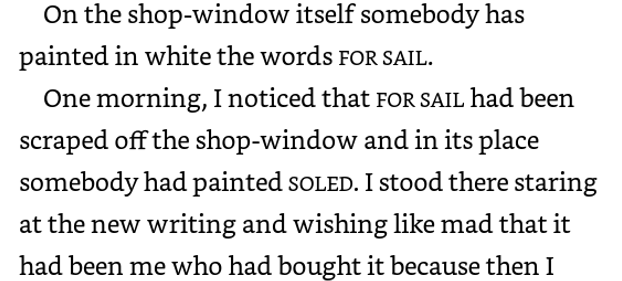 On the shop-window itself somebody has
painted in white the words FOR SAIL.
One morning, I noticed that FOR SAIL had been
scraped off the shop-window and in its place
somebody had painted SOLED. I stood there staring
at the new writing and wishing like mad that it
had been me who had bought it because then I